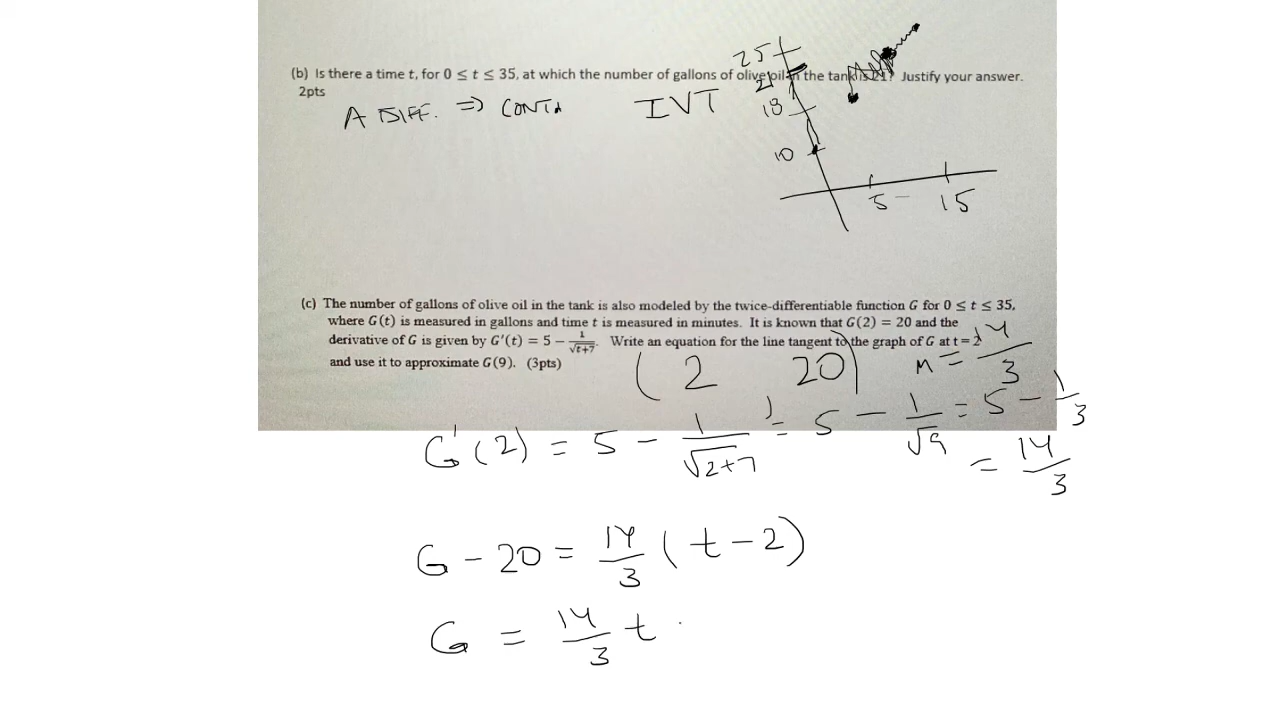 (b) Is there a time t, for 0 ≤ t ≤ 35, at which the number of gallons of olive oil in the tank is 21? Justify your answer.
2pts
A DIFF. => CONT. IVT
25
21
18
10
5 15
(c) The number of gallons of olive oil in the tank is also modeled by the twice-differentiable function G for 0 ≤ t ≤ 35,
where G(t) is measured in gallons and time t is measured in minutes. It is known that G(2) = 20 and the
derivative of G is given by G'(t) = 5 − 1/√t+7. Write an equation for the line tangent to the graph of G at t = 2
and use it to approximate G(9). (3pts)
(2 20) m = 14/3
G'(2) = 5 − 1/√2+7 = 5 − 1/√9 = 5 − 1/3
= 14/3
G − 20 = 14/3 (t − 2)
G = 14/3 t